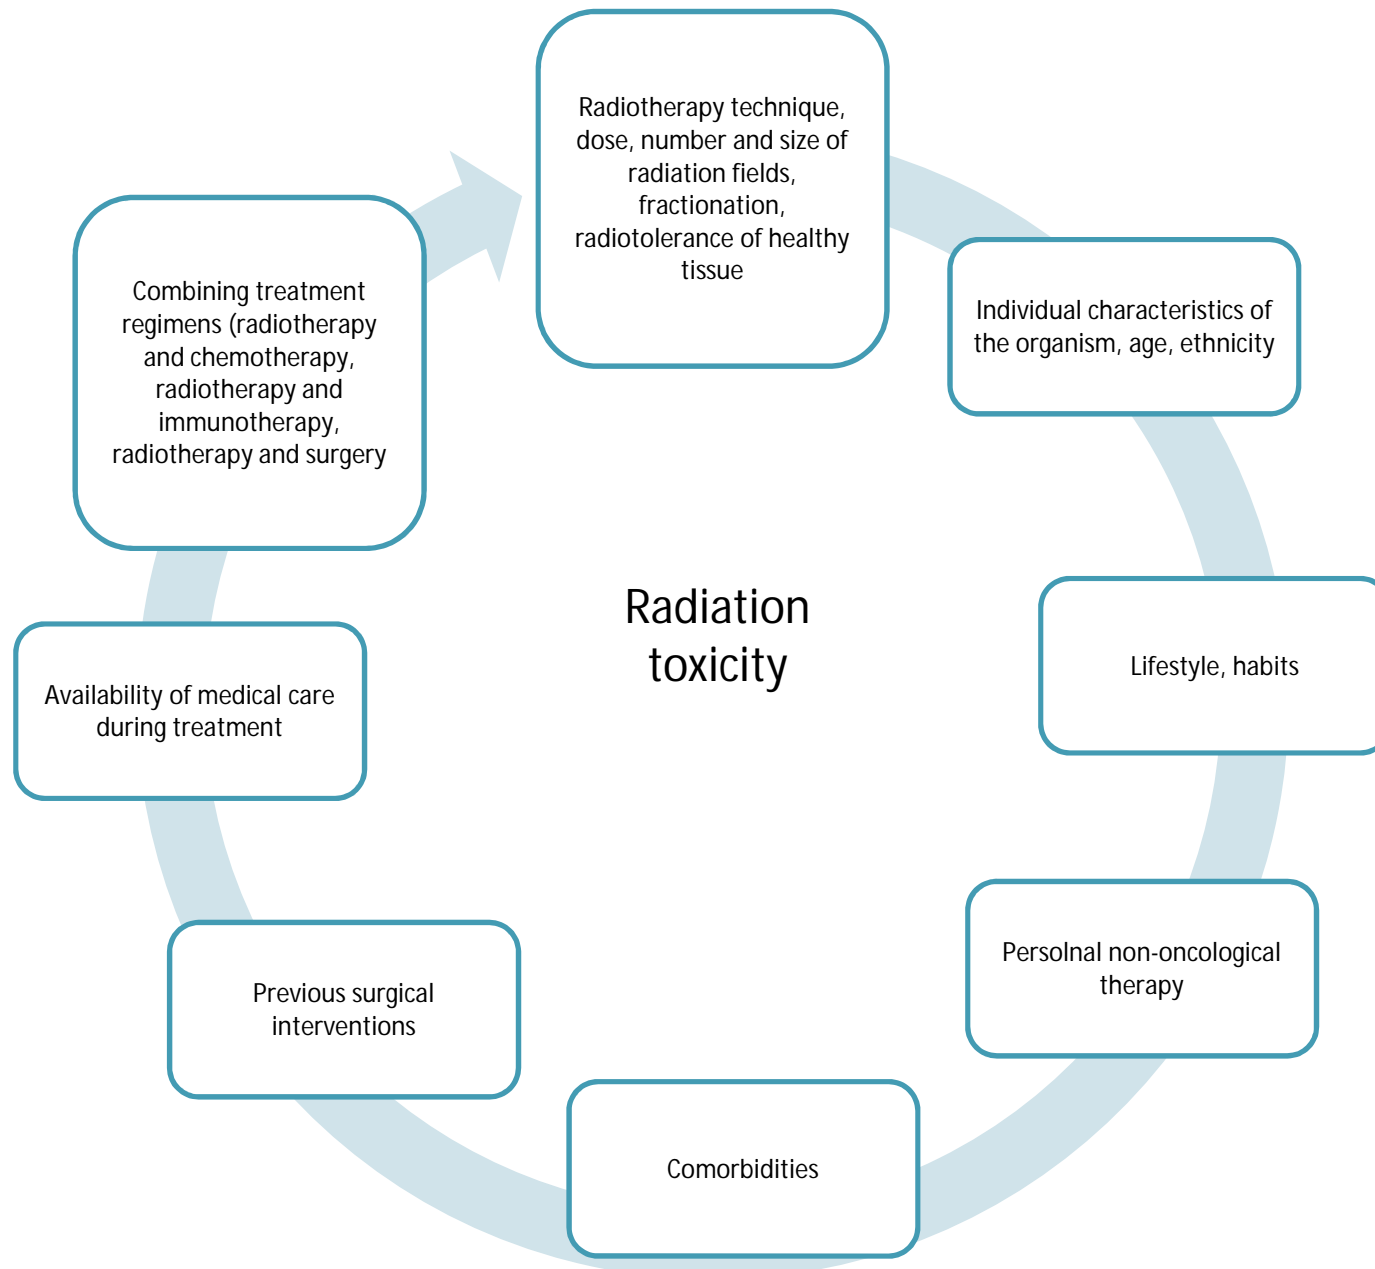 Radiotherapy technique,
dose, number and size of
radiation fields,
fractionation,
radiotolerance of healthy
tissue
Individual characteristics of
the organism, age, ethnicity
Lifestyle, habits
Persolnal non-oncological
therapy
Comorbidities
Previous surgical
interventions
Availability of medical care
during treatment
Combining treatment
regimens (radiotherapy
and chemotherapy,
radiotherapy and
immunotherapy,
radiotherapy and surgery
Radiation
toxicity